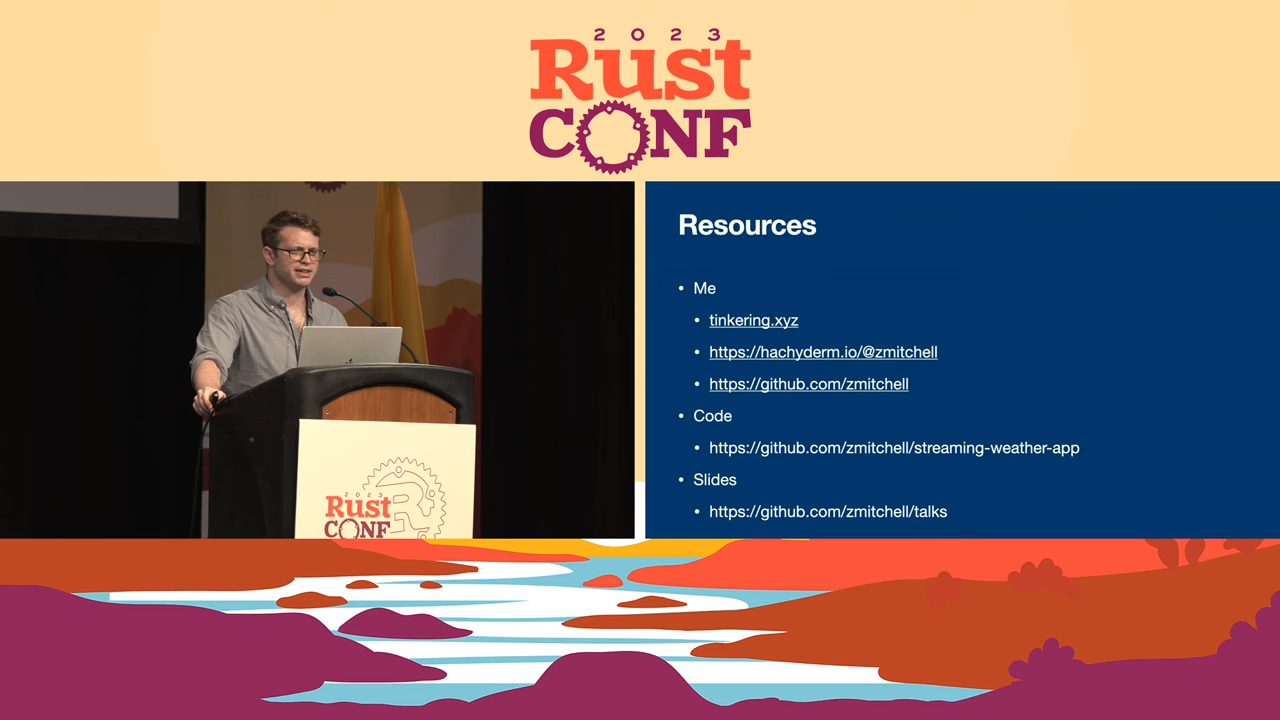 2023
Rust
CONF
Resources
• Me
• tinkering.xyz
• https://hachyderm.io/@zmitchell
• https://github.com/zmitchell
• Code
• https://github.com/zmitchell/streaming-weather-app
• Slides
• https://github.com/zmitchell/talks
2023
Rust
CONF
R